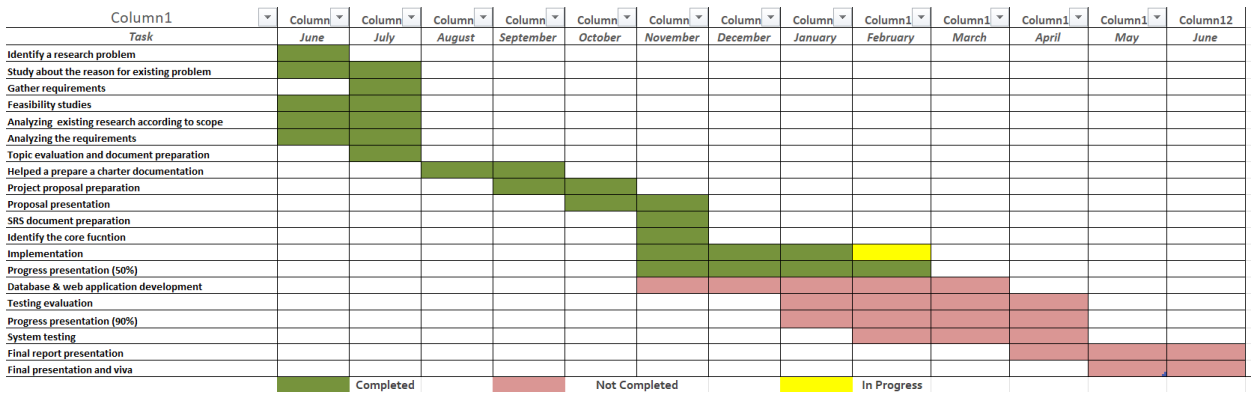 Column1 Column Column Column Column Column Column Column Column Column1 Column1 Column1 Column1 Column12
Task June July August September October November December January February March April May June
Identify a research problem
Study about the reason for existing problem
Gather requirements
Feasibility studies
Analyzing existing research according to scope
Analyzing the requirements
Topic evaluation and document preparation
Helped a prepare a charter documentation
Project proposal preparation
Proposal presentation
SRS document preparation
Identify the core fucntion
Implementation
Progress presentation (50%)
Database & web application development
Testing evaluation
Progress presentation (90%)
System testing
Final report presentation
Final presentation and viva
Completed Not Completed In Progress